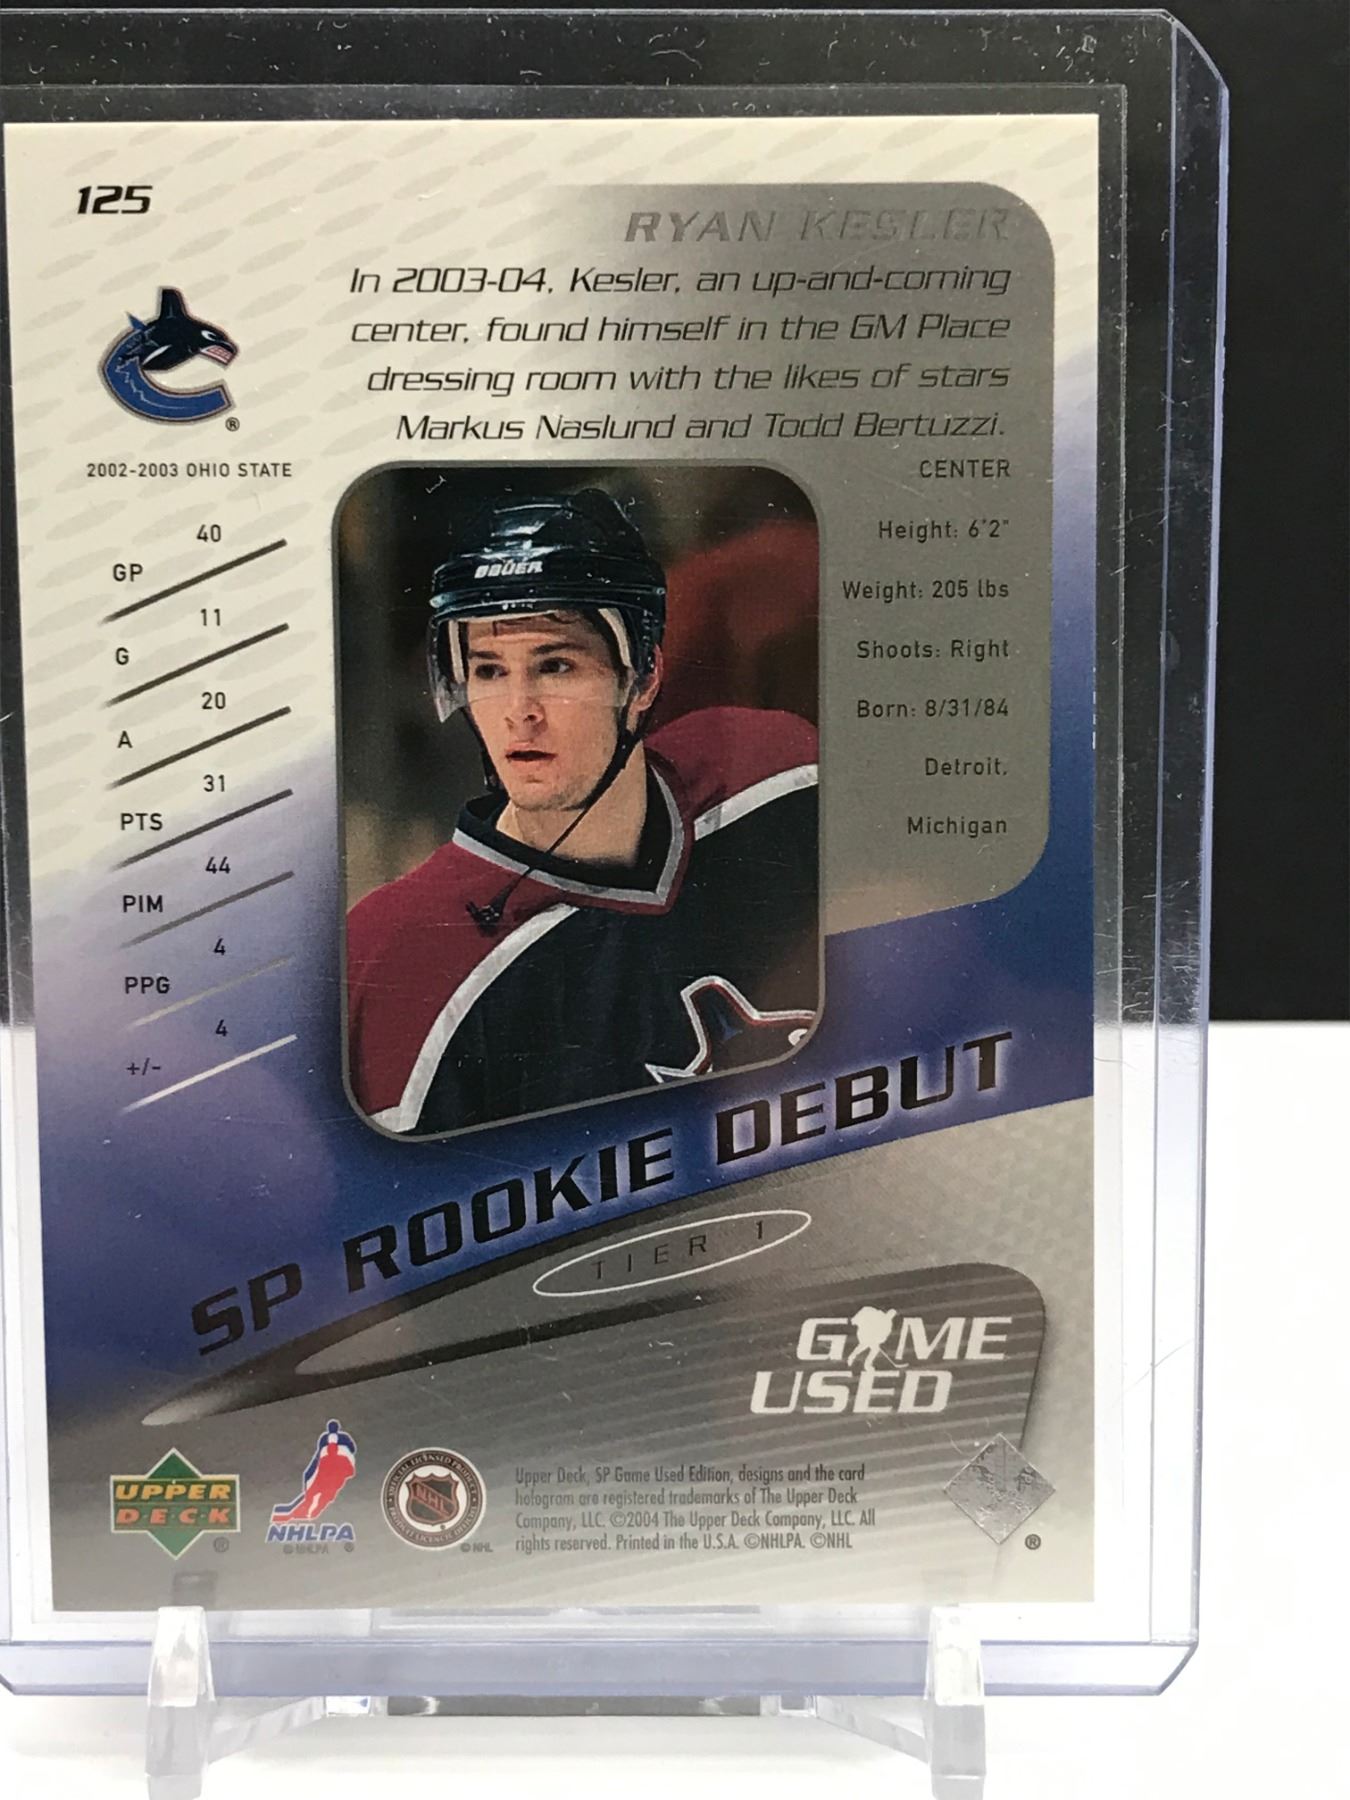 125
RYAN KESLER
In 2003-04, Kesler, an up-and-coming
center, found himself in the GM Place
dressing room with the likes of stars
Markus Naslund and Todd Bertuzzi.
®
2002-2003 OHIO STATE
40
GP
11
G
20
A
31
PTS
44
PIM
4
PPG
4
+/-
CENTER
Height: 6'2"
Weight: 205 lbs
Shoots: Right
Born: 8/31/84
Detroit,
Michigan
BAUER
SP ROOKIE DEBUT
TIER 1
GAME
USED
UPPER
DECK
®
NHLPA
© NHLPA ®
NHL
© NHL
Upper Deck, SP Game Used Edition, designs and the card
hologram are registered trademarks of The Upper Deck
Company, LLC. ©2004 The Upper Deck Company, LLC. All
rights reserved. Printed in the U.S.A. ©NHLPA. ©NHL
®